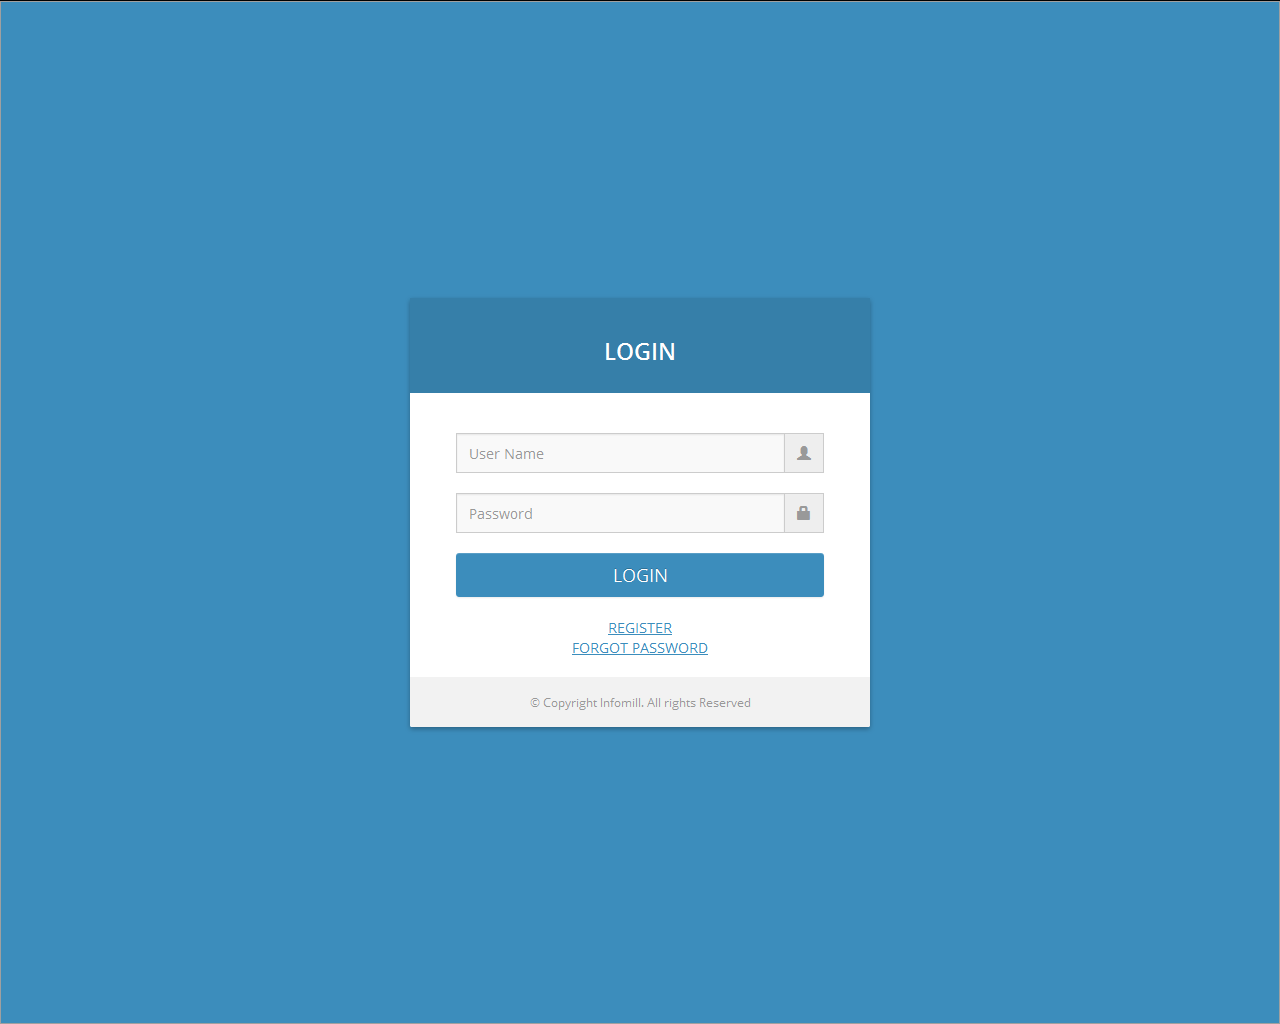 LOGIN
User Name
Password
LOGIN
REGISTER
FORGOT PASSWORD
© Copyright Infomill. All rights Reserved